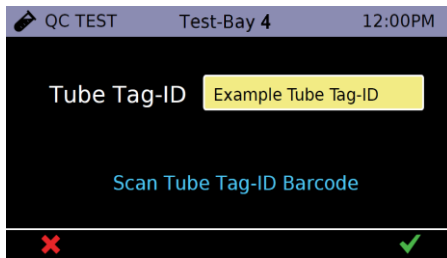 QC TEST Test-Bay 4 12:00PM
Tube Tag-ID Example Tube Tag-ID
Scan Tube Tag-ID Barcode